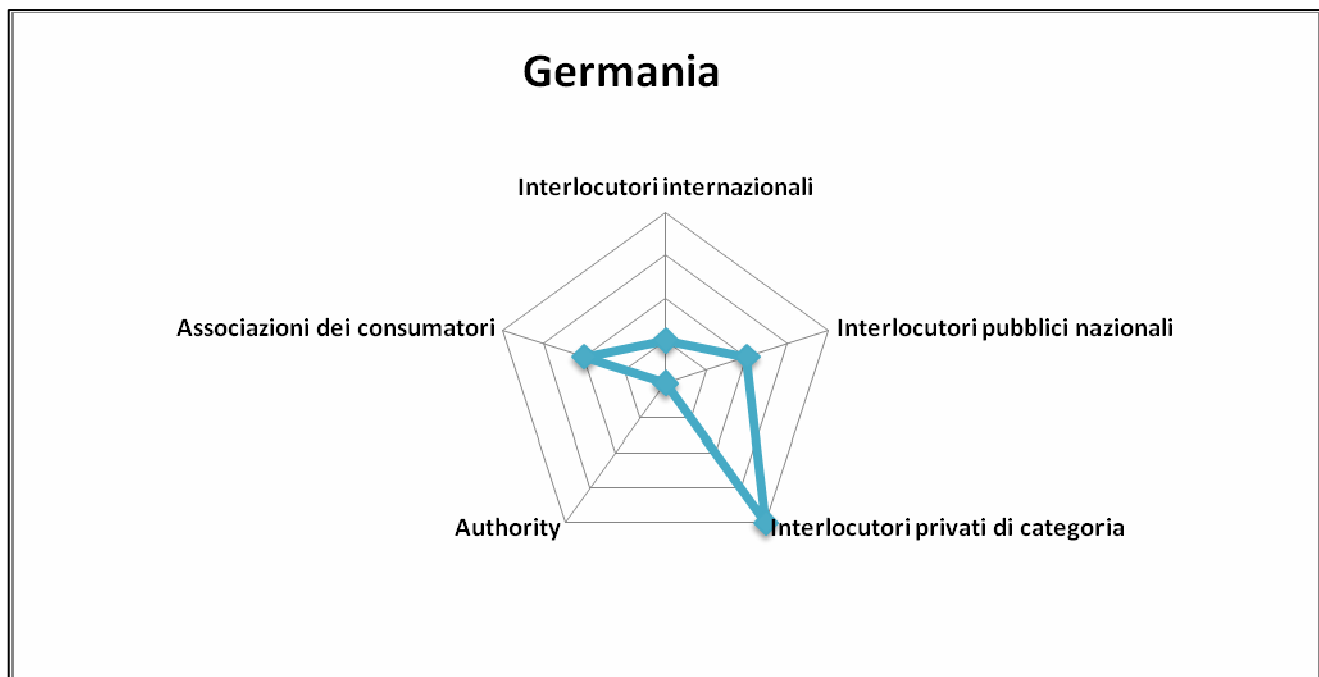 Germania
Interlocutori internazionali
Associazioni dei consumatori
Interlocutori pubblici nazionali
Authority
Interlocutori privati di categoria